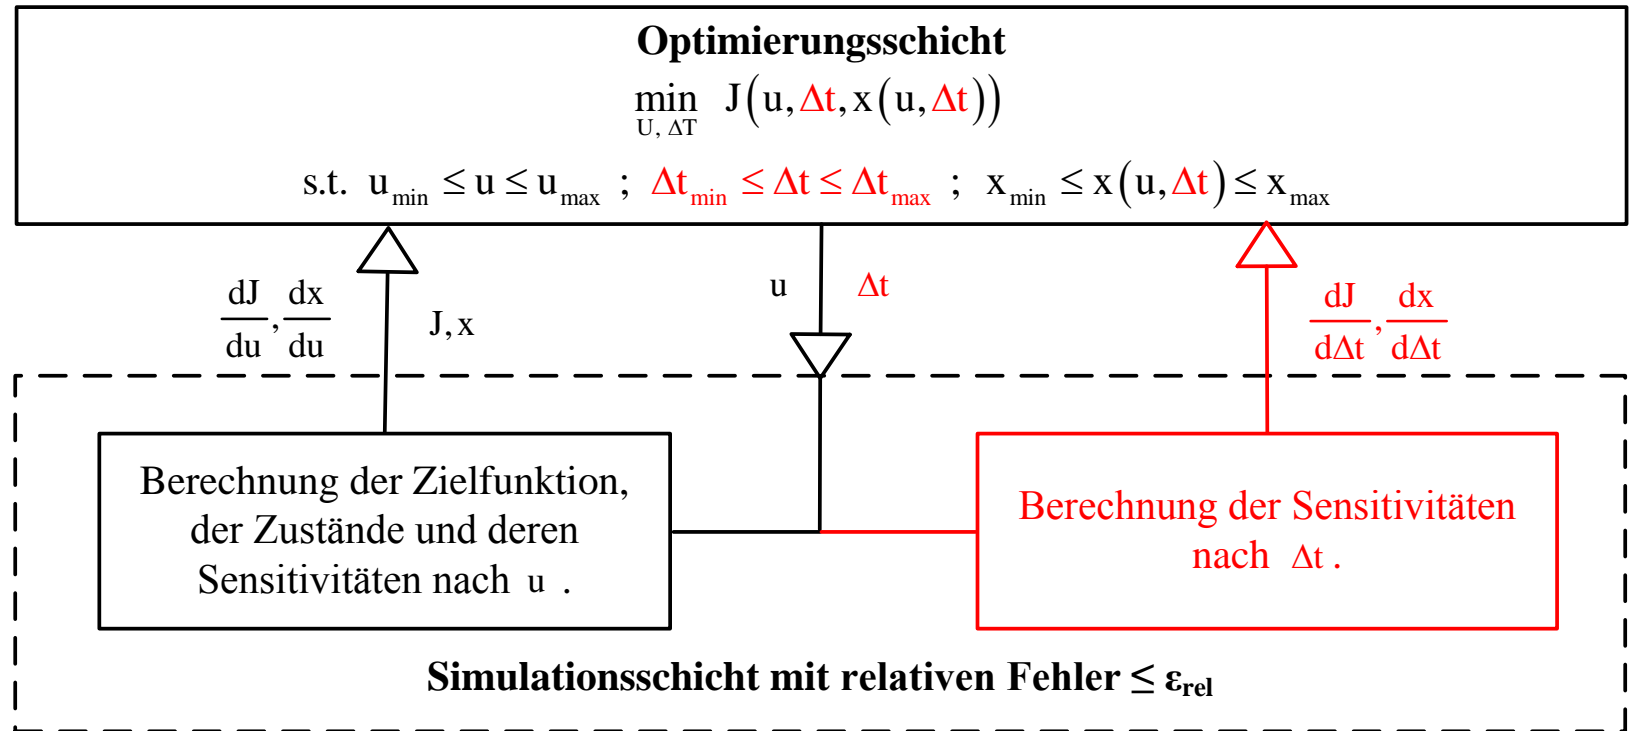 Optimierungsschicht
min J(u, Δt, x(u, Δt))
U, ΔT
s.t. u_min ≤ u ≤ u_max ; Δt_min ≤ Δt ≤ Δt_max ; x_min ≤ x(u, Δt) ≤ x_max
dJ/du, dx/du
J, x
u Δt
dJ/dΔt, dx/dΔt
Berechnung der Zielfunktion,
der Zustände und deren
Sensitivitäten nach u .
Berechnung der Sensitivitäten
nach Δt .
Simulationsschicht mit relativen Fehler ≤ ε_rel